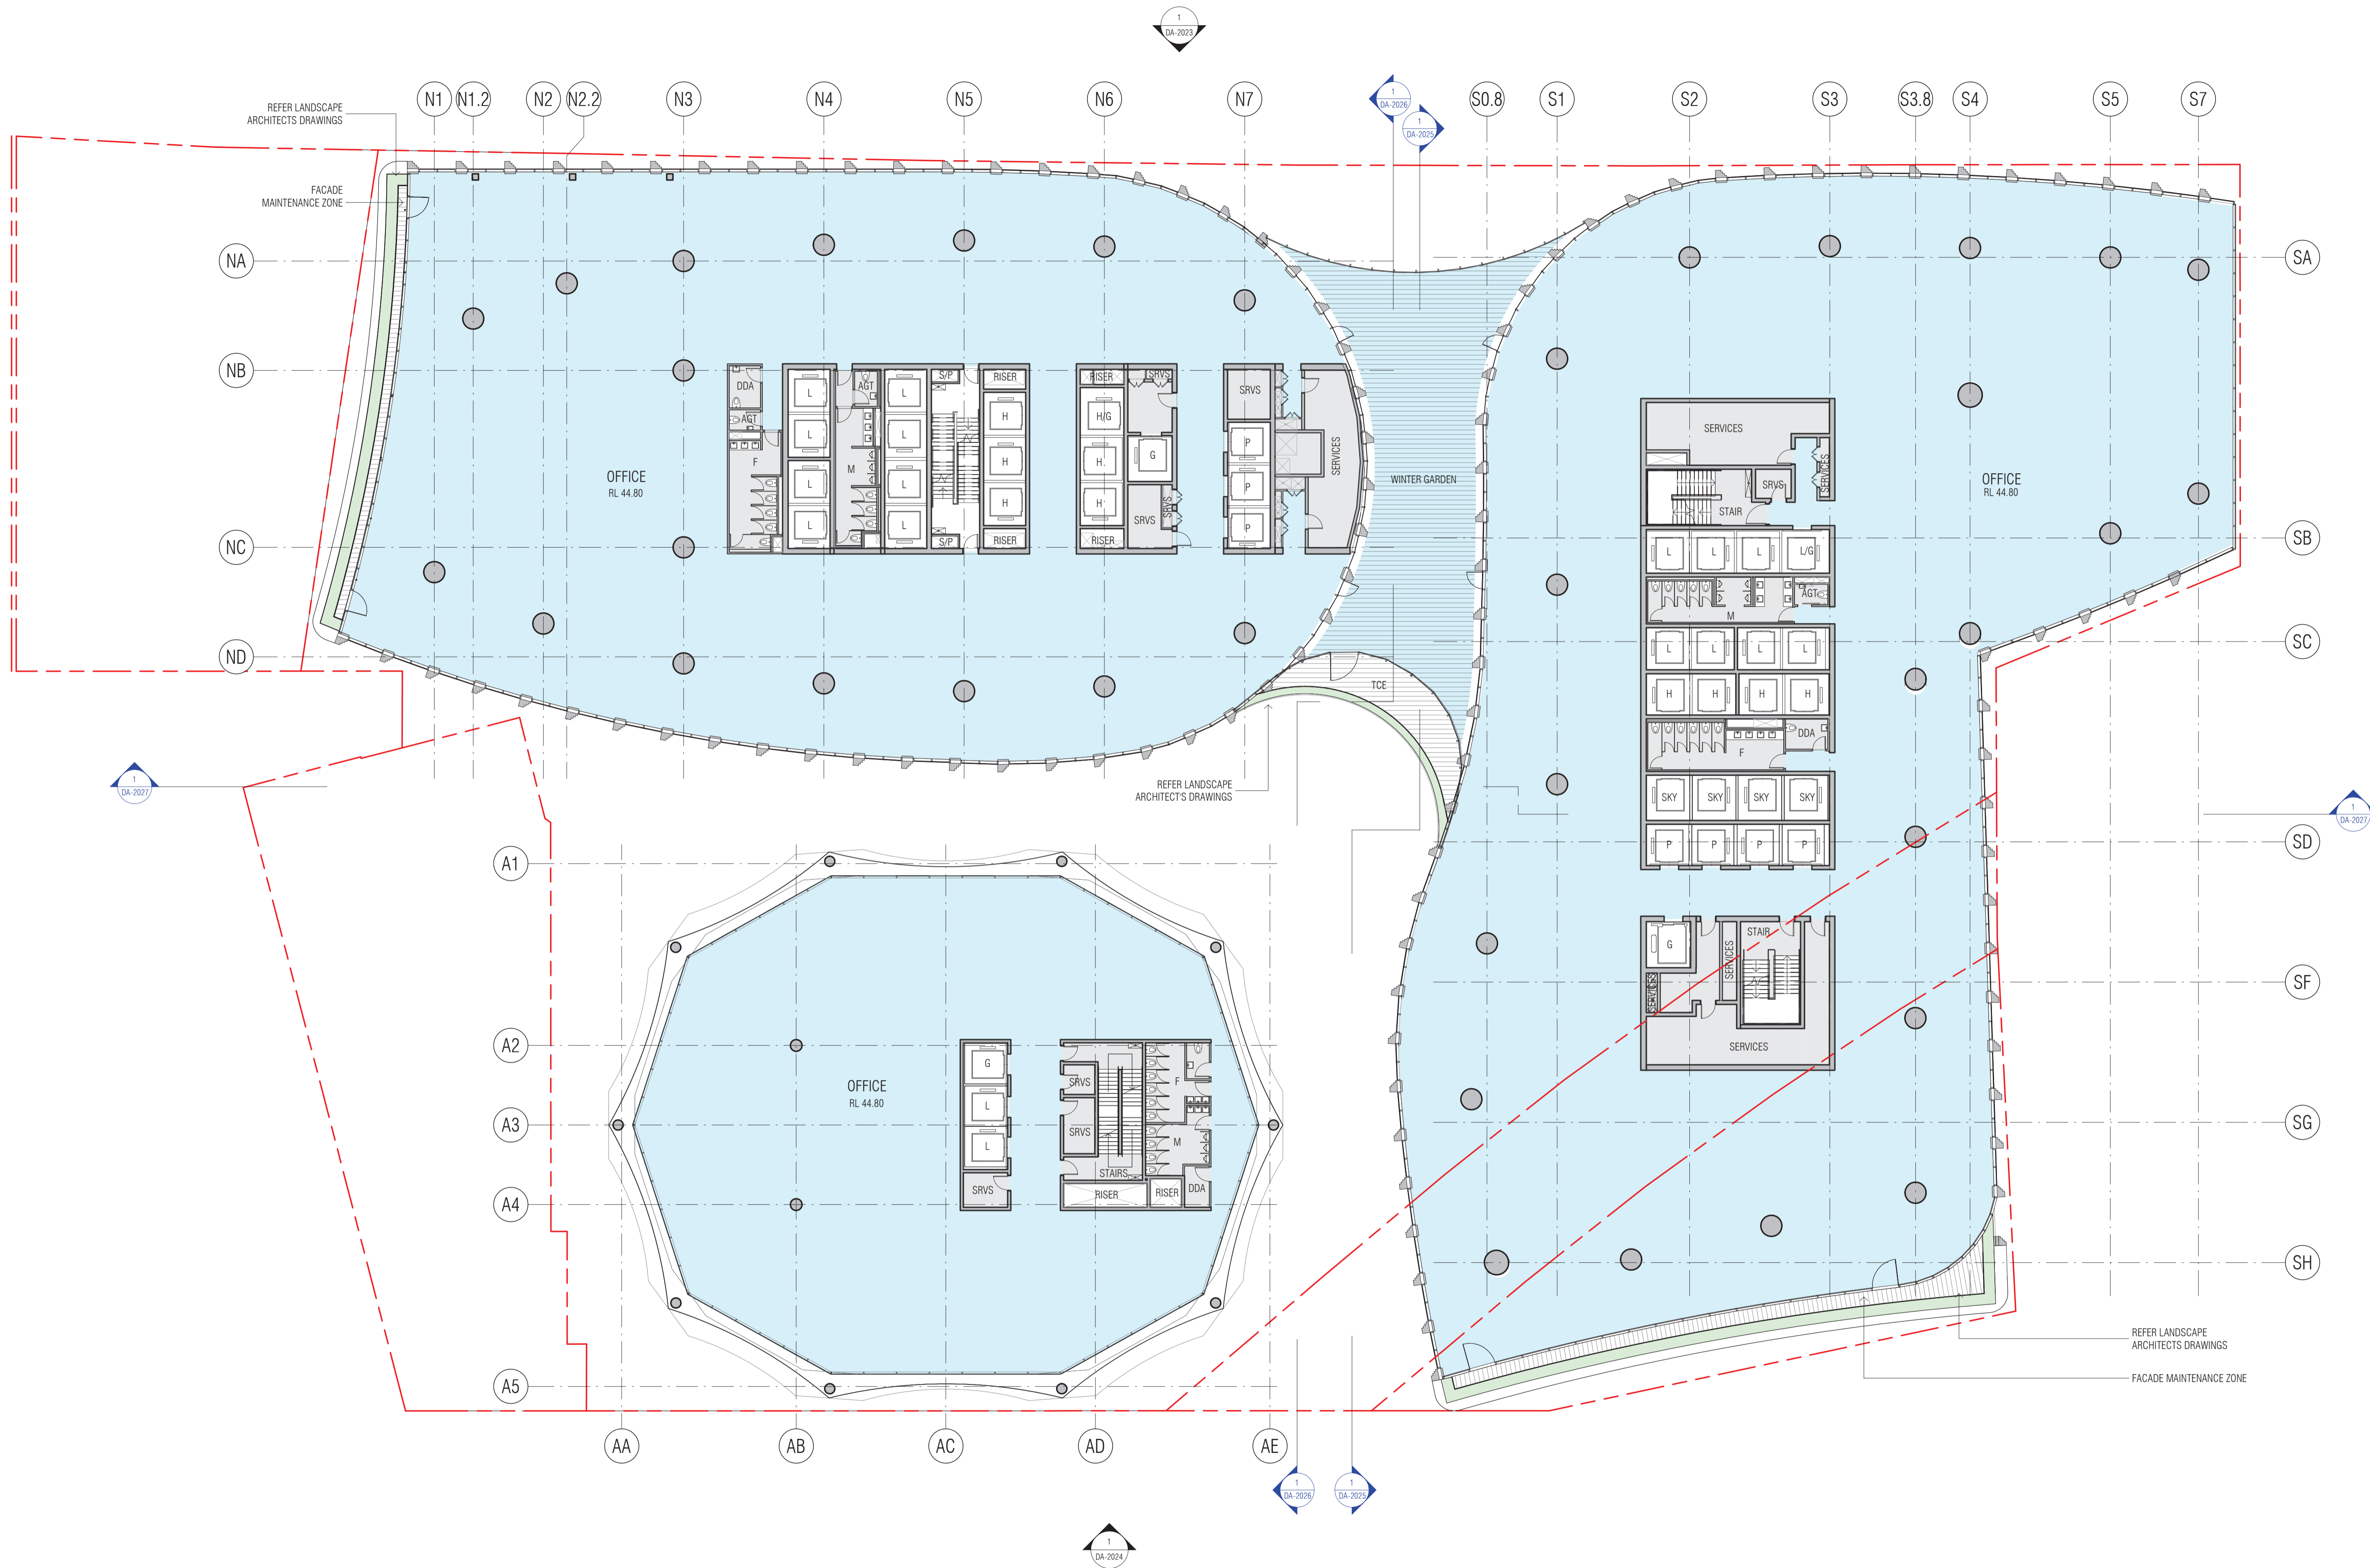 1
DA-2023
N1
N1.2
N2
N2.2
N3
N4
N5
N6
N7
1
DA-2026
1
DA-2025
S0.8
S1
S2
S3
S3.8
S4
S5
S7
REFER LANDSCAPE
ARCHITECTS DRAWINGS
FACADE
MAINTENANCE ZONE
NA
NB
NC
ND
SA
SB
SC
SD
SF
SG
SH
OFFICE
RL 44.80
DDA
AGT
F
L
L
L
L
AGT
M
L
L
L
L
S/P
S/P
RISER
H
H
H
RISER
RISER
H/G
H
H
RISER
SRVS
G
SRVS
SRVS
SRVS
P
P
P
SERVICES
WINTER GARDEN
TCE
REFER LANDSCAPE
ARCHITECT'S DRAWINGS
SERVICES
SERVICES
SRVS
STAIR
OFFICE
RL 44.80
L
L
L
L/G
AGT
M
L
L
L
L
H
H
H
H
DDA
F
SKY
SKY
SKY
SKY
P
P
P
P
G
SERVICES
STAIR
SERVICES
SERVICES
1
DA-2027
1
DA-2027
A1
A2
A3
A4
A5
OFFICE
RL 44.80
G
L
L
SRVS
SRVS
SRVS
STAIRS
F
M
DDA
RISER
RISER
REFER LANDSCAPE
ARCHITECTS DRAWINGS
FACADE MAINTENANCE ZONE
AA
AB
AC
AD
AE
1
DA-2026
1
DA-2025
1
DA-2024